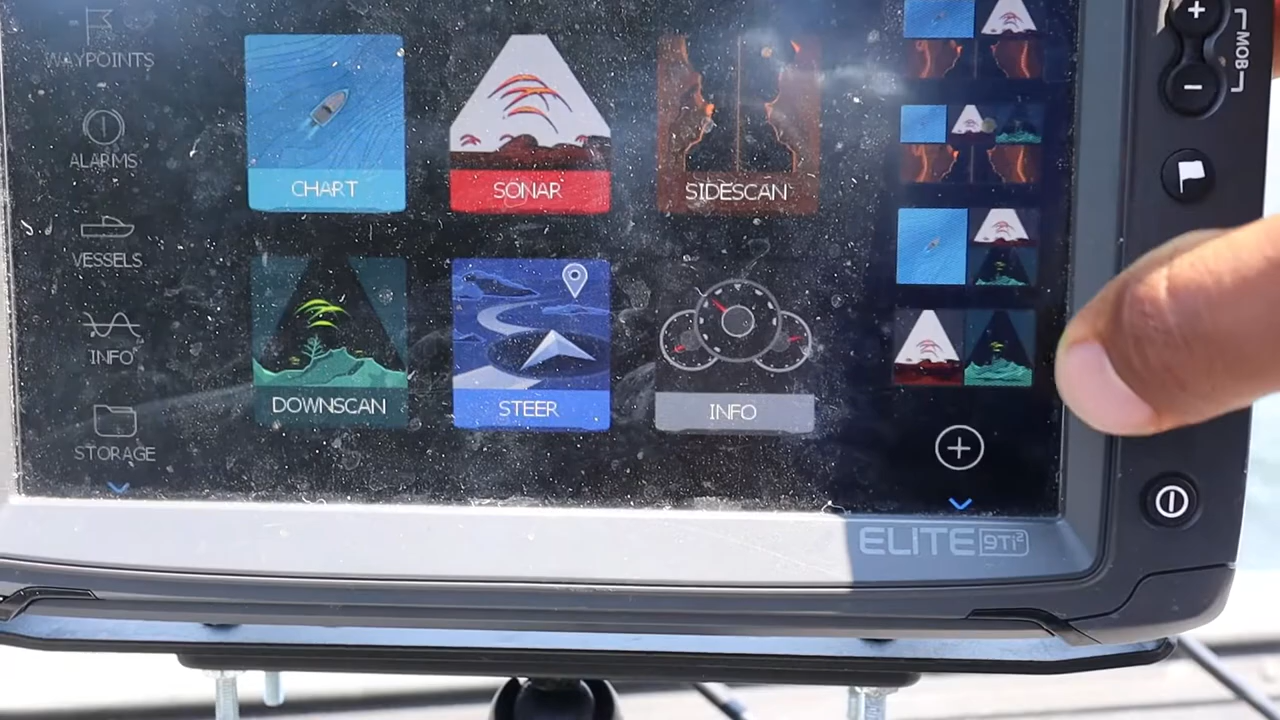 WAYPOINTS
ALARMS
VESSELS
INFO
STORAGE
CHART
SONAR
SIDESCAN
DOWNSCAN
STEER
INFO
MOB
ELITE 9Ti²